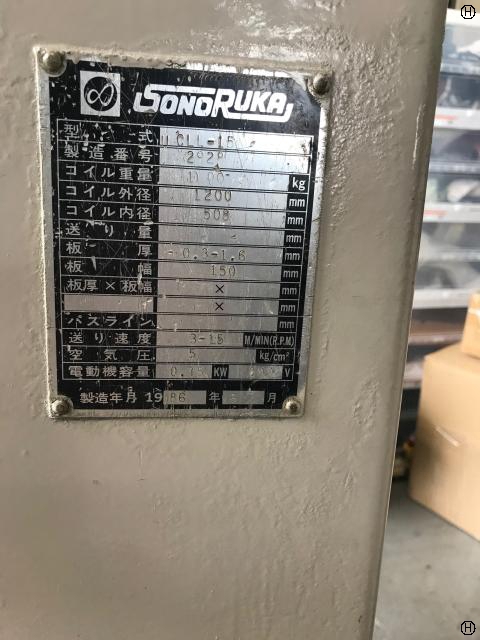 SONORUKA
型式
製造番号
コイル重量 kg
コイル外径 1200 mm
コイル内径 508 mm
送り量 mm
板厚 0.3-1.6 mm
板幅 150 mm
板厚×板幅 × mm
× mm
パスライン mm
送り速度 3-15 M/MIN(R.P.M)
空気圧 5 kg/cm²
電動機容量 KW V
製造年月 1986年 月
H
H